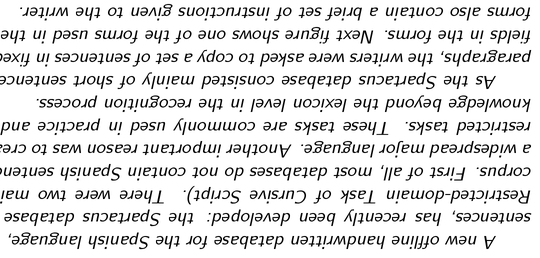 A new offline handwritten database for the Spanish language,
sentences, has recently been developed: the Spartacus database
Restricted-domain Task of Cursive Script). There were two
corpus. First of all, most databases do not contain Spanish
a widespread major language. Another important reason was to
restricted tasks. These tasks are commonly used in practice and
knowledge beyond the lexicon level in the recognition process.
As the Spartacus database consisted mainly of short
paragraphs, the writers were asked to copy a set of sentences in
fields in the forms. Next figure shows one of the forms used in the
forms also contain a brief set of instructions given to the writer.